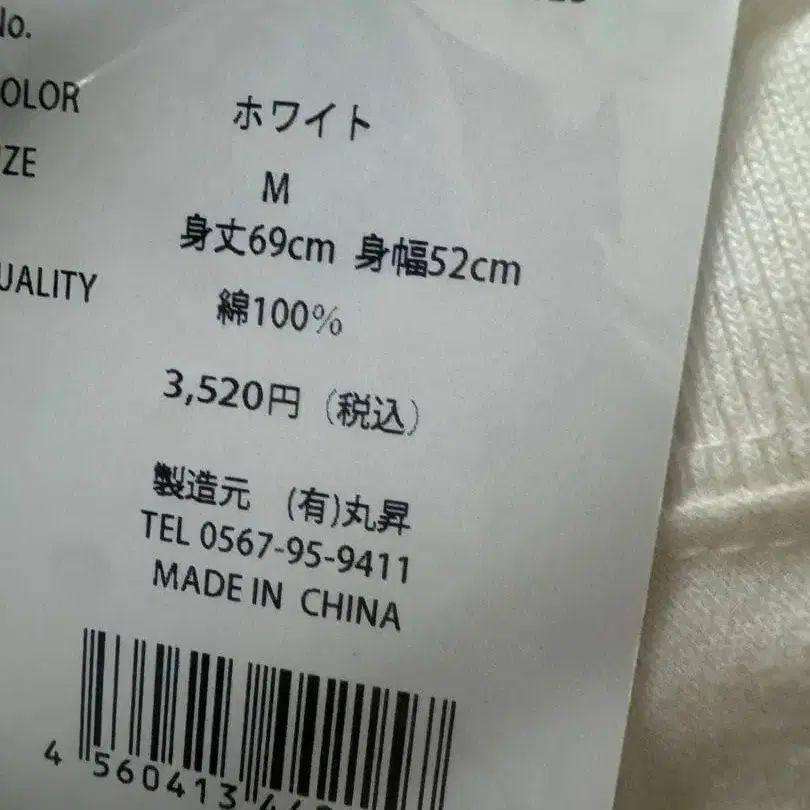 No.
OLOR ホワイト
ZE M
身丈69cm 身幅52cm
UALITY 綿100%
3,520円（税込）
製造元 (有)丸昇
TEL 0567-95-9411
MADE IN CHINA
4 560413